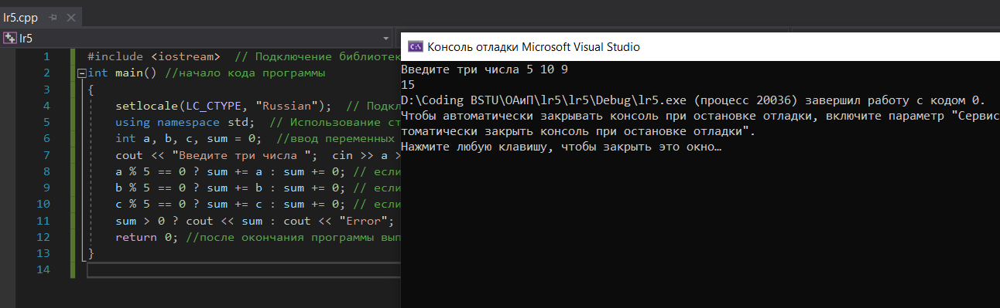 lr5.cpp
lr5
1 #include <iostream> // Подключение библиотек
2 int main() //начало кода программы
3 {
4 setlocale(LC_CTYPE, "Russian"); // Подкл
5 using namespace std; // Использование ст
6 int a, b, c, sum = 0; //ввод переменных
7 cout << "Введите три числа "; cin >> a >
8 a % 5 == 0 ? sum += a : sum += 0; // если
9 b % 5 == 0 ? sum += b : sum += 0; // если
10 c % 5 == 0 ? sum += c : sum += 0; // если
11 sum > 0 ? cout << sum : cout << "Error";
12 return 0; //после окончания программы вып
13 }
14
C:\ Консоль отладки Microsoft Visual Studio
Введите три числа 5 10 9
15
D:\Coding BSTU\ОАиП\lr5\lr5\Debug\lr5.exe (процесс 20036) завершил работу с кодом 0.
Чтобы автоматически закрывать консоль при остановке отладки, включите параметр "Сервис
томатически закрыть консоль при остановке отладки".
Нажмите любую клавишу, чтобы закрыть это окно…